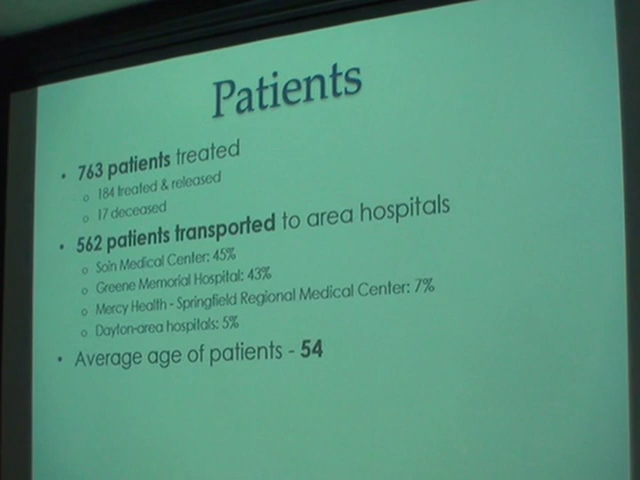 Patients
• 763 patients treated
o 184 treated & released
o 17 deceased
• 562 patients transported to area hospitals
o Soin Medical Center: 45%
o Greene Memorial Hospital: 43%
o Mercy Health - Springfield Regional Medical Center: 7%
o Dayton-area hospitals: 5%
• Average age of patients - 54